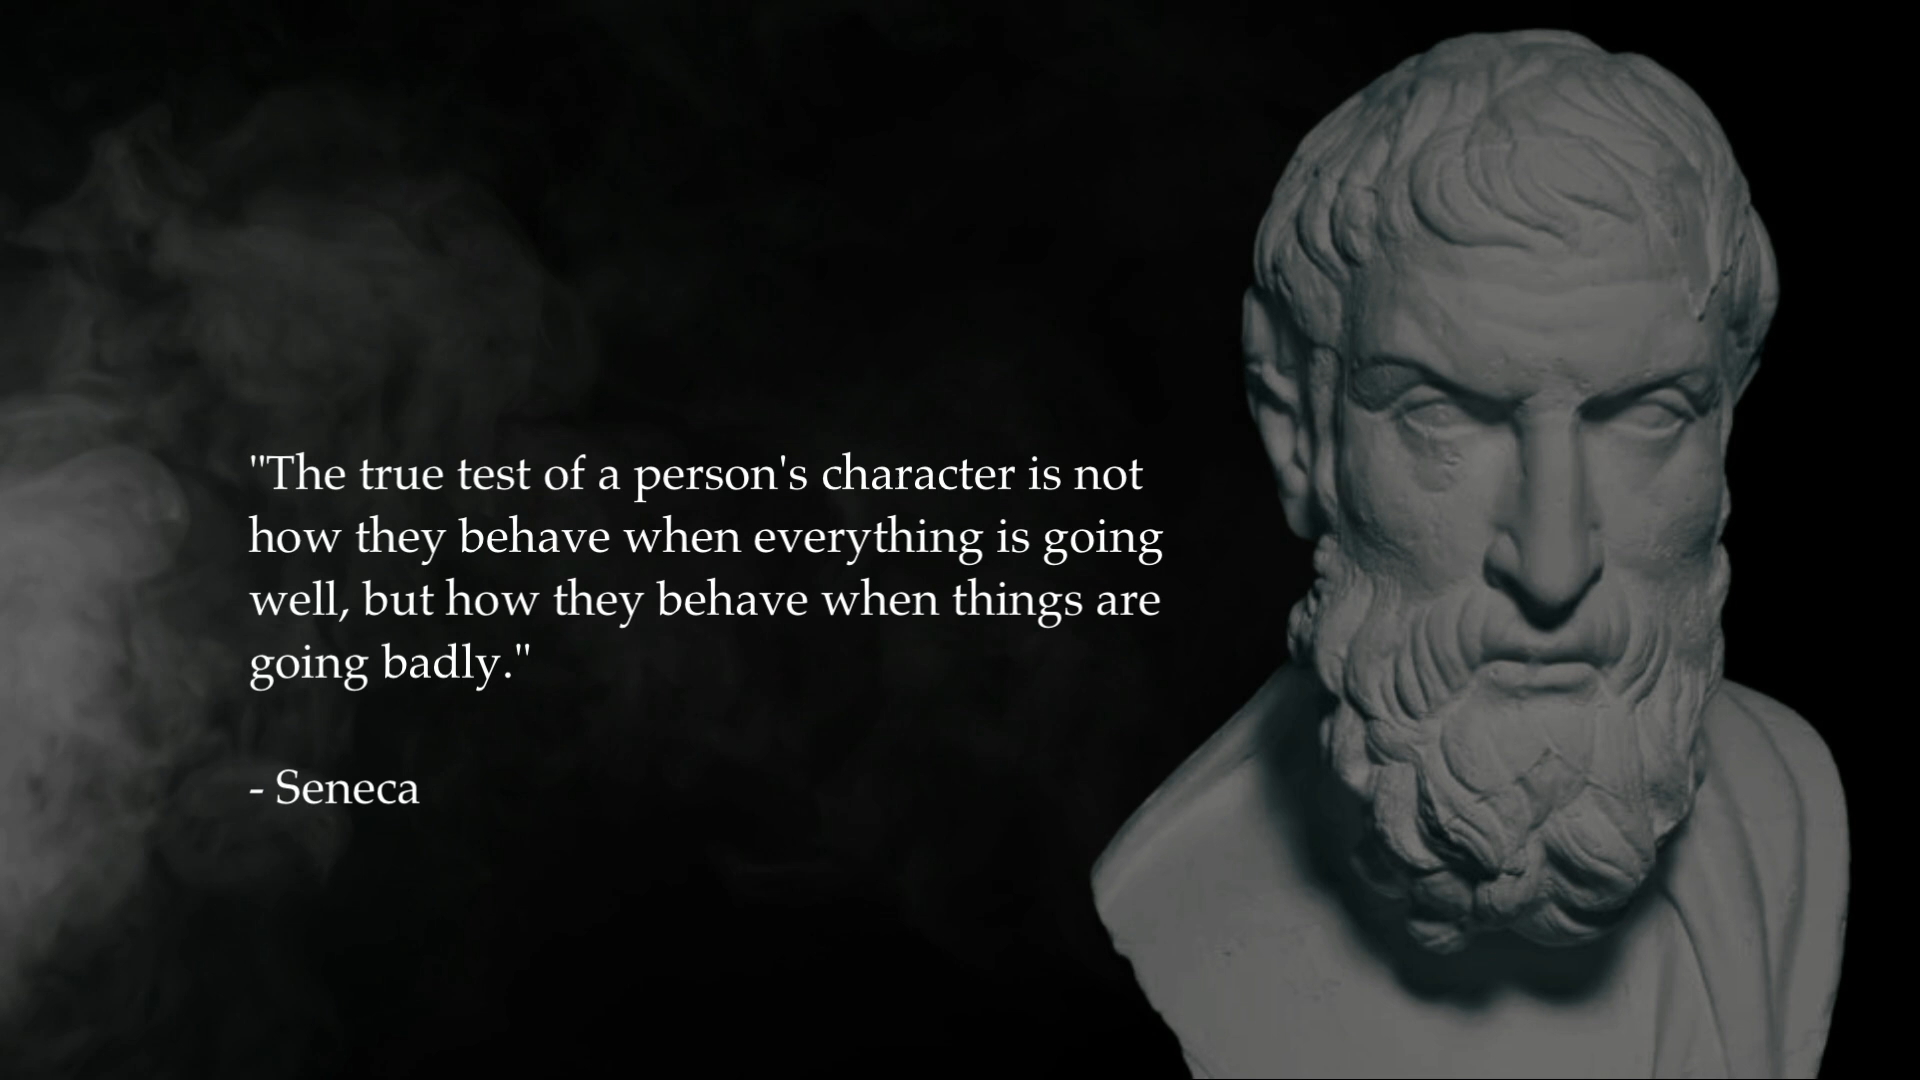 "The true test of a person's character is not
how they behave when everything is going
well, but how they behave when things are
going badly."
- Seneca